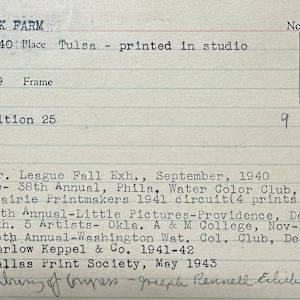 K FARM No
40 Place Tulsa - printed in studio
9 Frame
ition 25 9
r. League Fall Exh., September, 1940
- 38th Annual, Phila. Water Color Club,
airie Printmakers 1941 circuit(4 prints
th Annual-Little Pictures-Providence, De
h. 5 Artists- Okla. A & M College, Nov-
th Annual-Washington Wat. Col. Club, De
arlow Keppel & Co. 1941-42
allas Print Society, May 1943
Library of Congress - Joseph Pennell Exhib